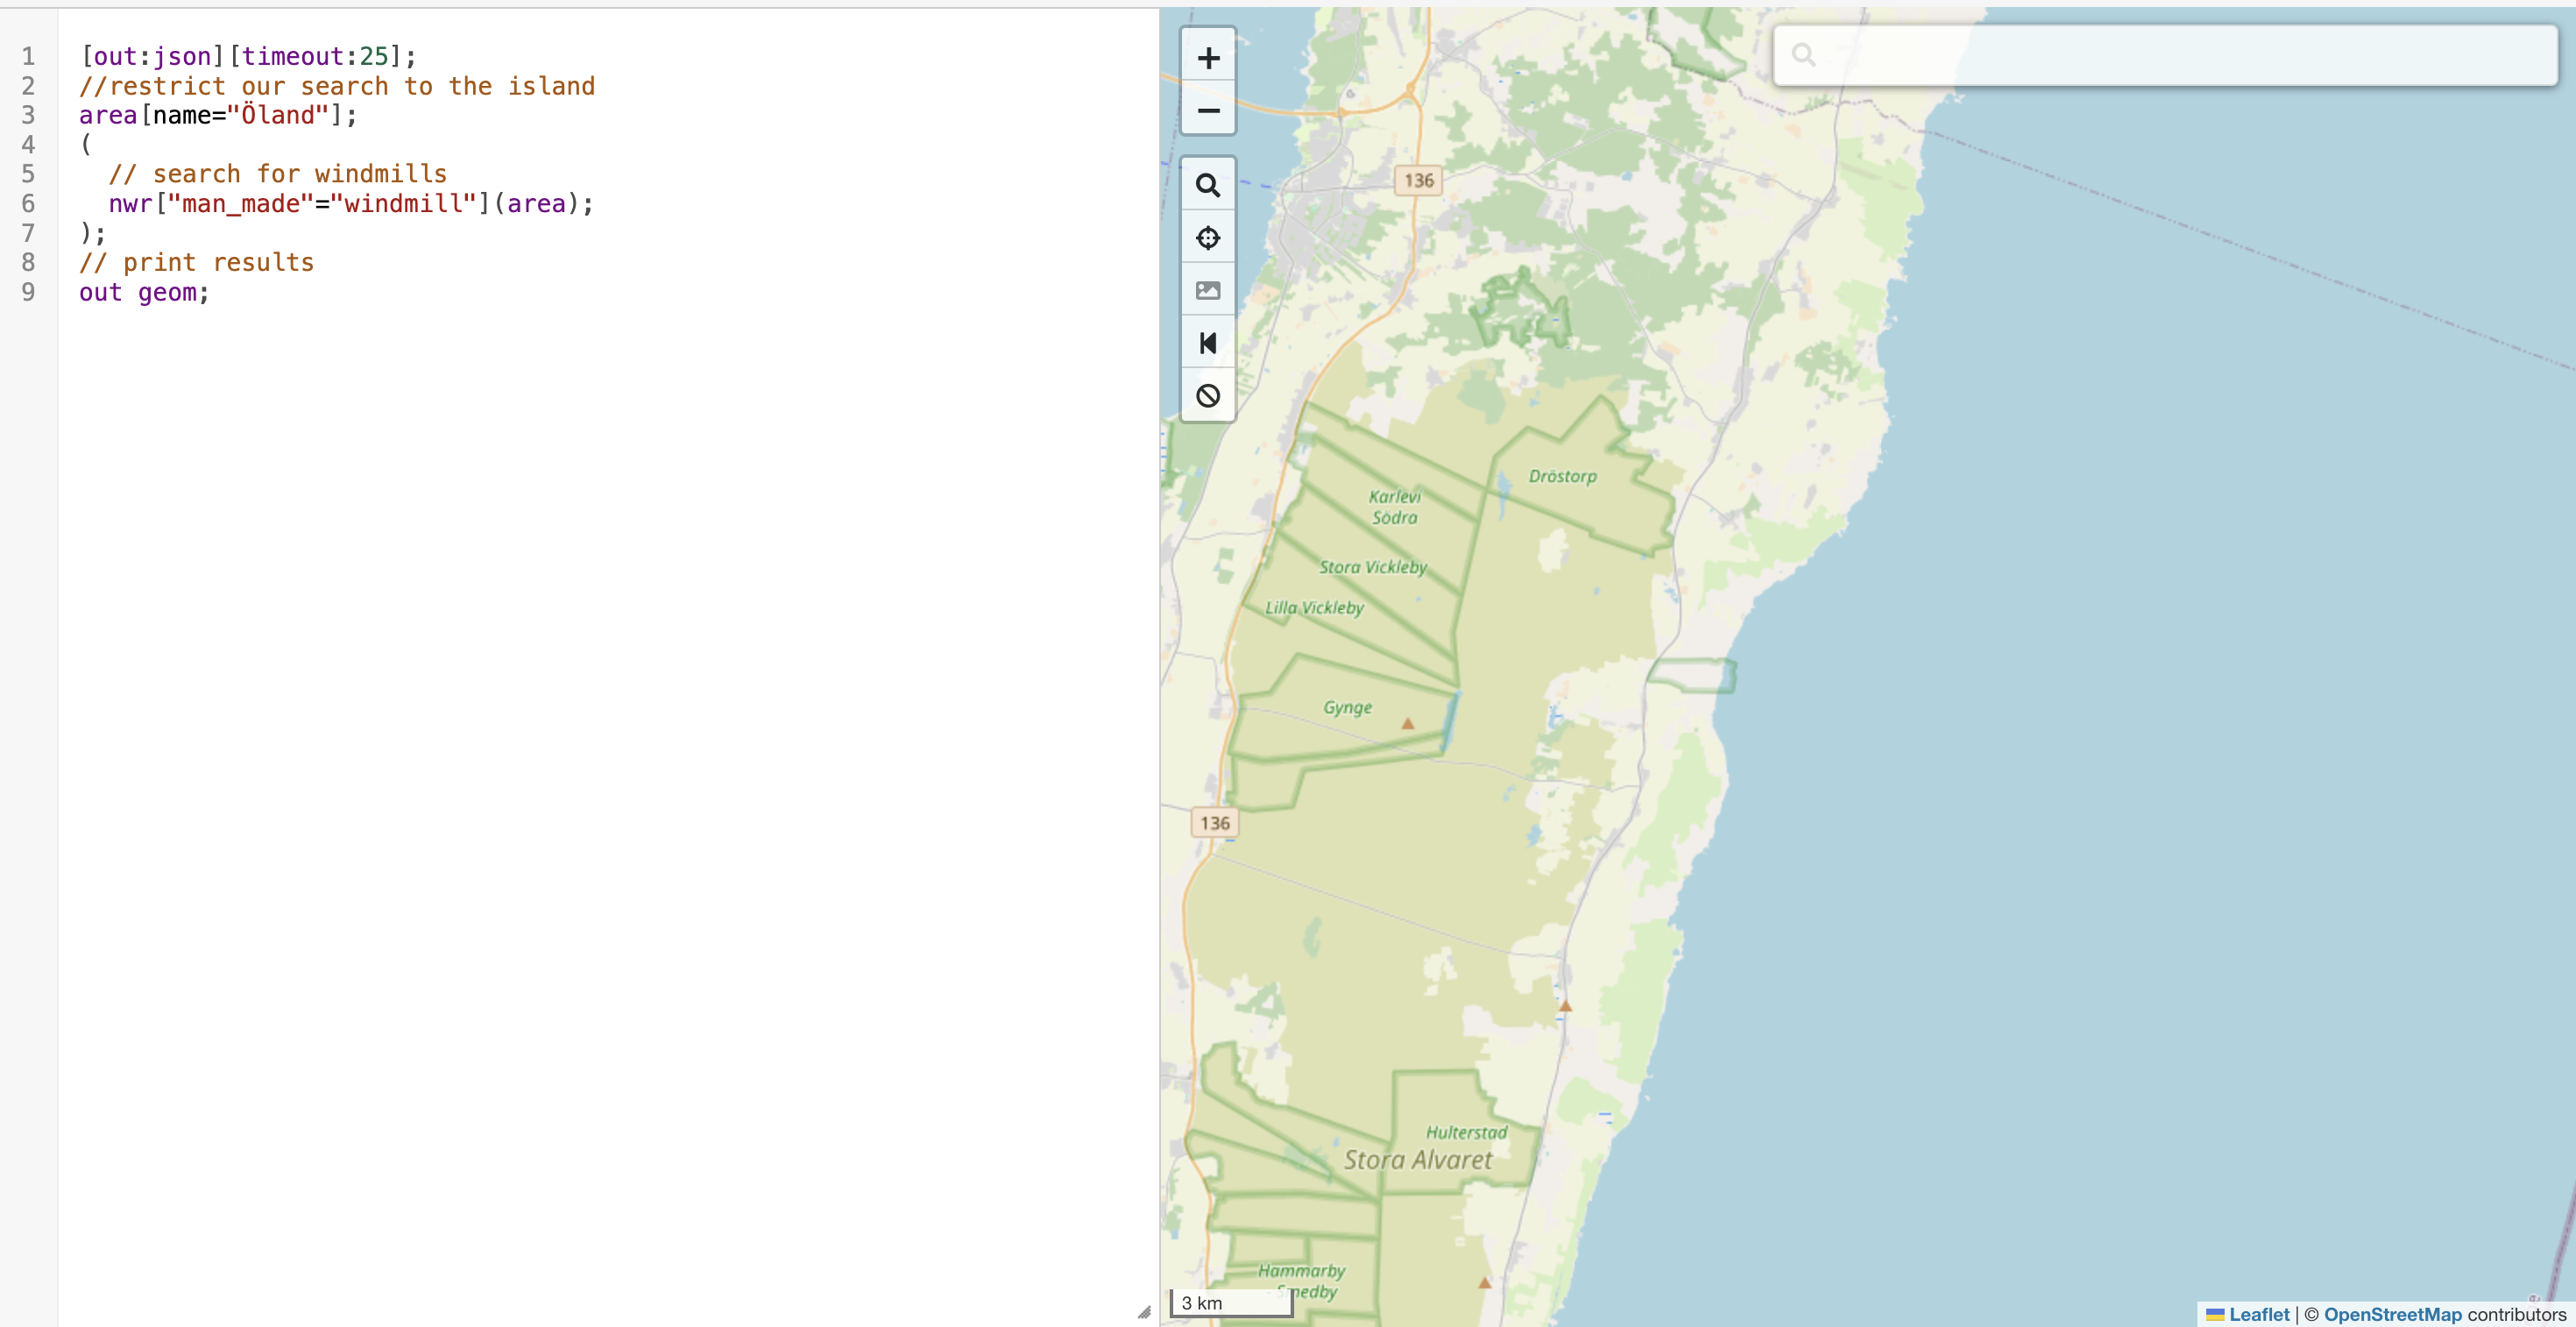 1 [out:json][timeout:25];
2 //restrict our search to the island
3 area[name="Öland"];
4 (
5 // search for windmills
6 nwr["man_made"="windmill"](area);
7 );
8 // print results
9 out geom;
+
−
136
Dröstorp
Karlevi
Södra
Stora Vickleby
Lilla Vickleby
Gynge
136
Hulterstad
Stora Alvaret
Hammarby
- Smedby
3 km
Leaflet | © OpenStreetMap contributors